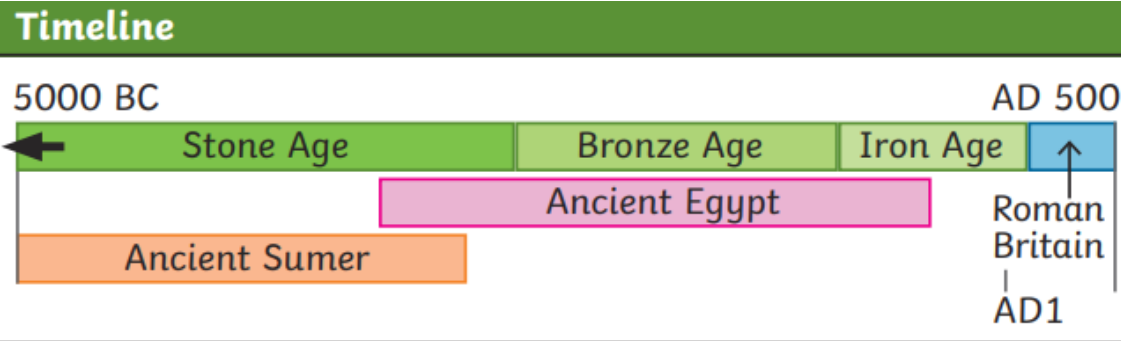 Timeline
5000 BC AD 500
Stone Age Bronze Age Iron Age
Ancient Egypt
Roman
Britain
Ancient Sumer
AD1